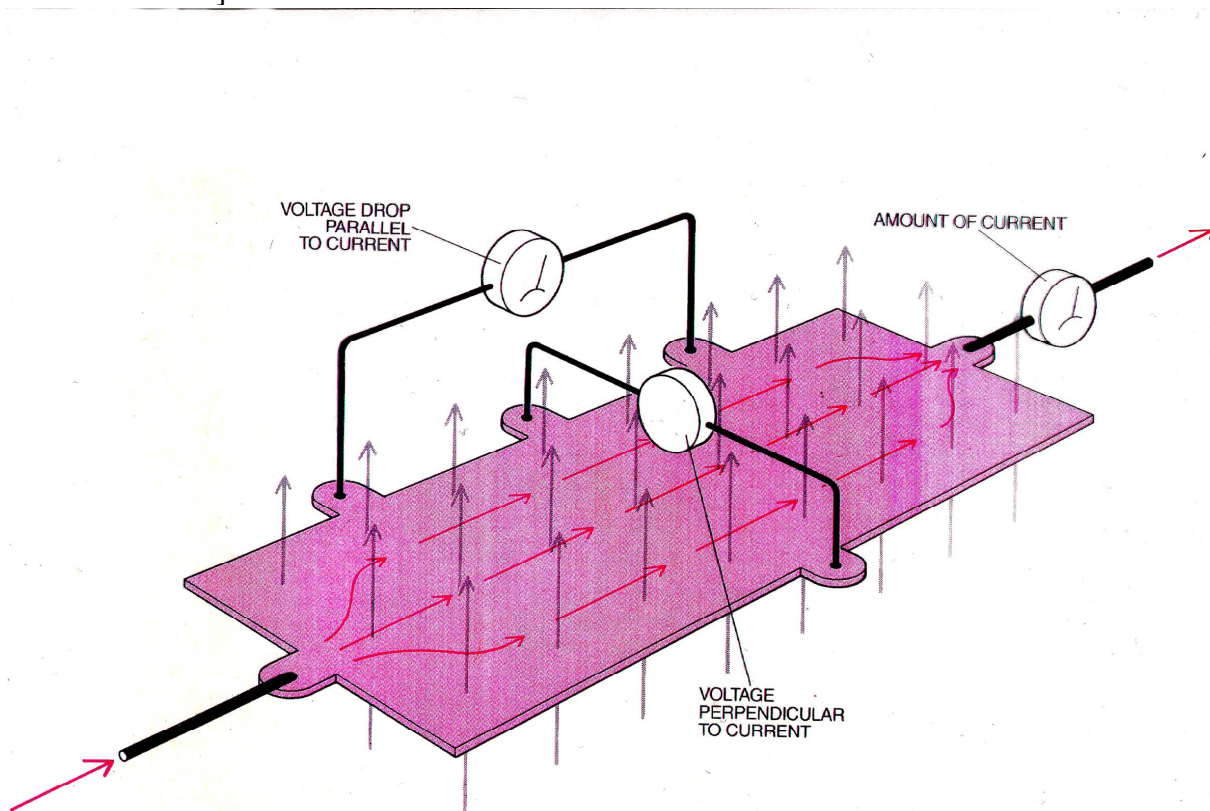 ]
VOLTAGE DROP
PARALLEL
TO CURRENT
AMOUNT OF CURRENT
VOLTAGE
PERPENDICULAR
TO CURRENT